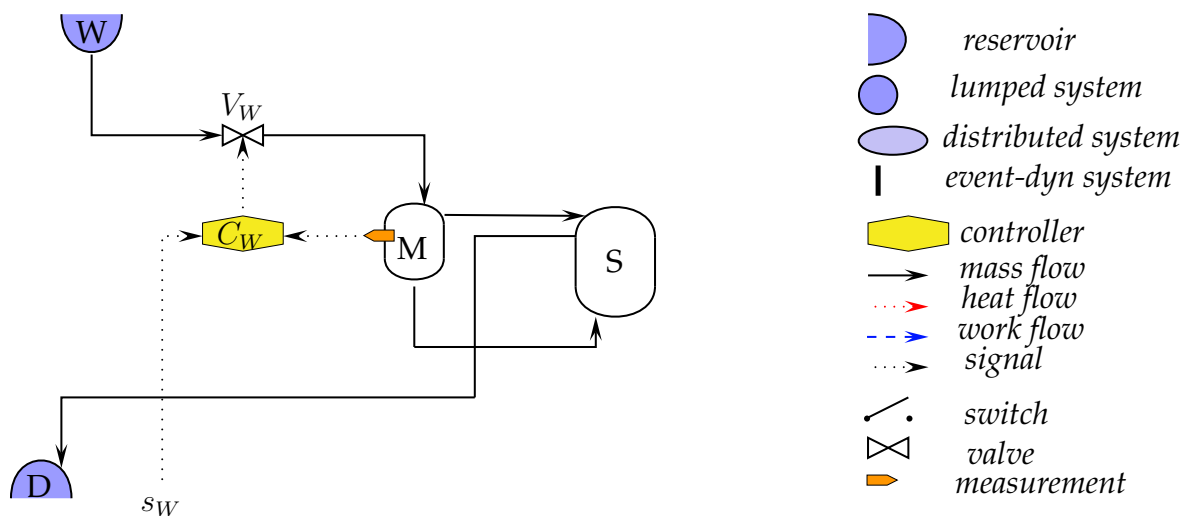 W
V_W
C_W
M
S
D
s_W
reservoir
lumped system
distributed system
event-dyn system
controller
mass flow
heat flow
work flow
signal
switch
valve
measurement